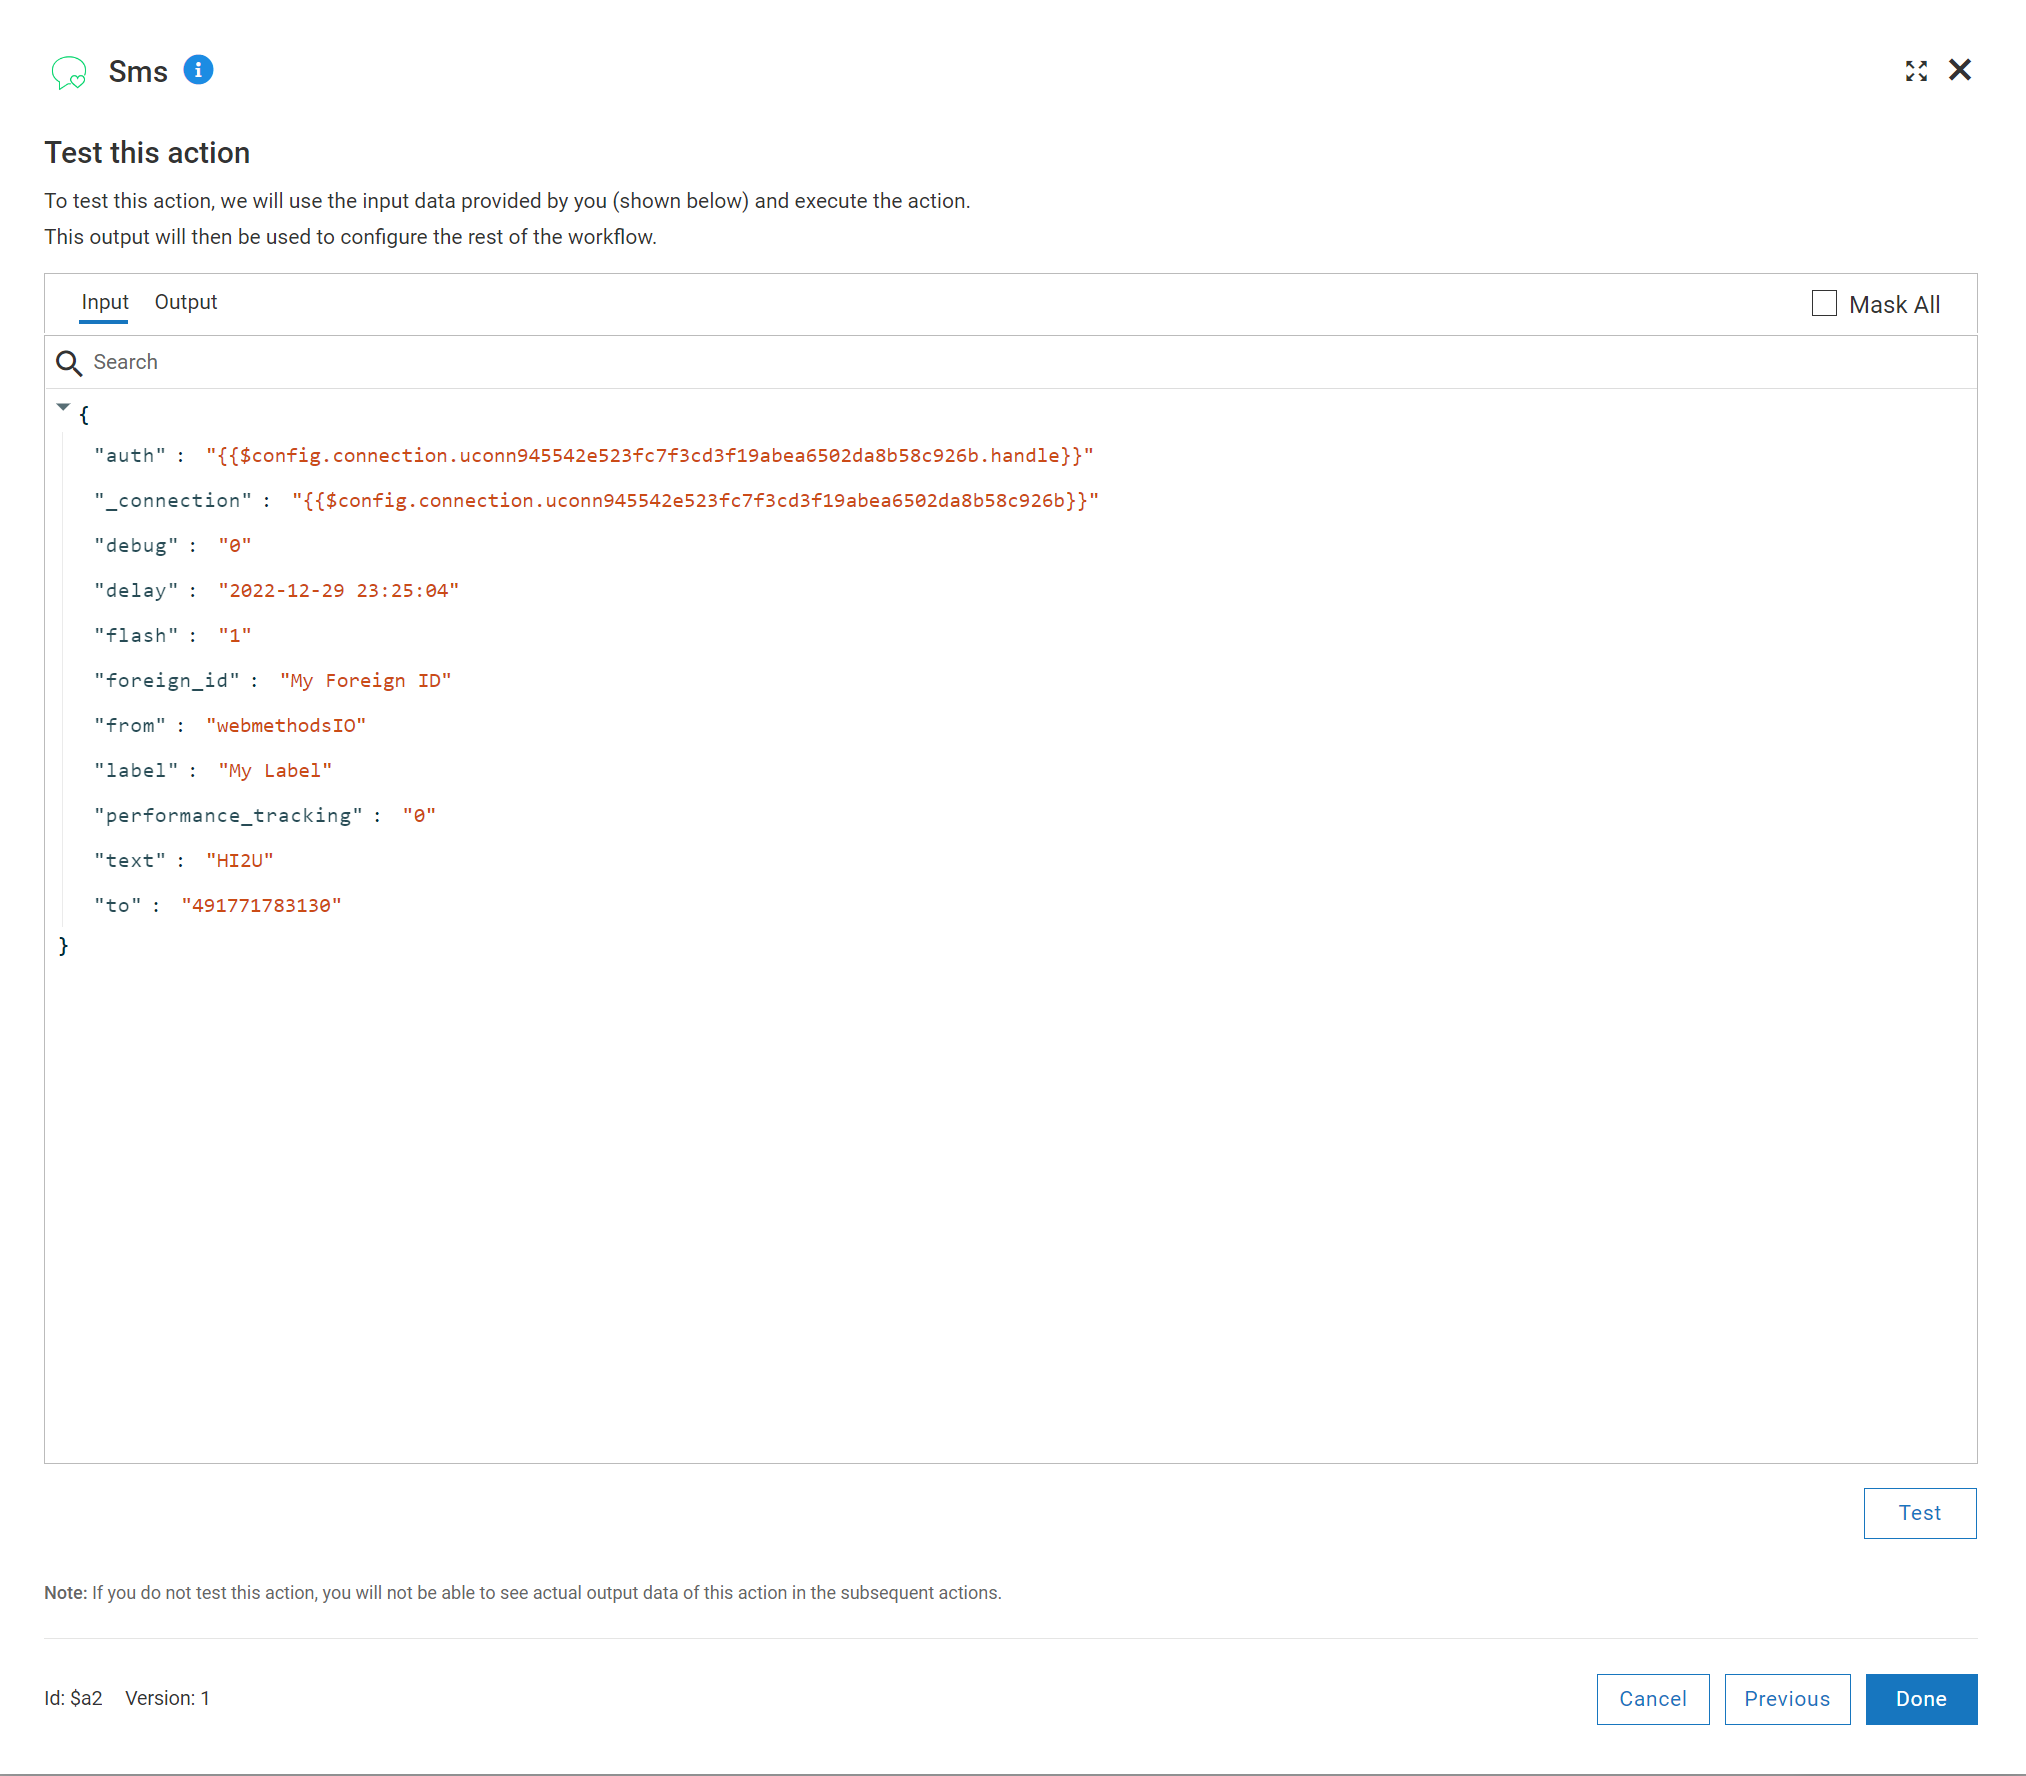 Sms
Test this action
To test this action, we will use the input data provided by you (shown below) and execute the action.
This output will then be used to configure the rest of the workflow.
Input Output Mask All
Search
{
"auth" : "{{$config.connection.uconn945542e523fc7f3cd3f19abea6502da8b58c926b.handle}}"
"_connection" : "{{$config.connection.uconn945542e523fc7f3cd3f19abea6502da8b58c926b}}"
"debug" : "0"
"delay" : "2022-12-29 23:25:04"
"flash" : "1"
"foreign_id" : "My Foreign ID"
"from" : "webmethodsIO"
"label" : "My Label"
"performance_tracking" : "0"
"text" : "HI2U"
"to" : "491771783130"
}
Test
Note: If you do not test this action, you will not be able to see actual output data of this action in the subsequent actions.
Id: $a2 Version: 1 Cancel Previous Done